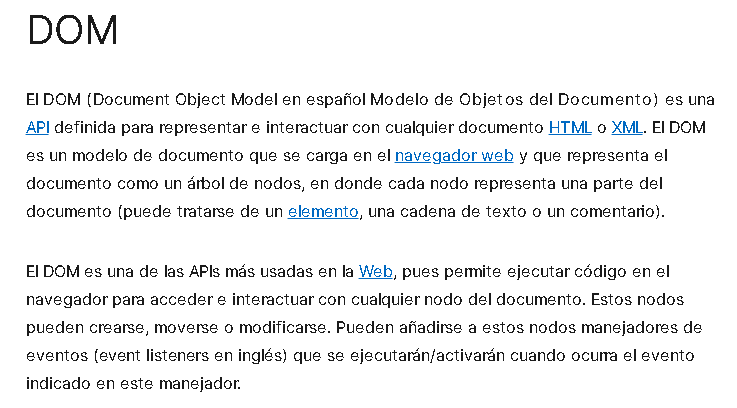 DOM
El DOM (Document Object Model en español Modelo de Objetos del Documento) es una
API definida para representar e interactuar con cualquier documento HTML o XML. El DOM
es un modelo de documento que se carga en el navegador web y que representa el
documento como un árbol de nodos, en donde cada nodo representa una parte del
documento (puede tratarse de un elemento, una cadena de texto o un comentario).
El DOM es una de las APIs más usadas en la Web, pues permite ejecutar código en el
navegador para acceder e interactuar con cualquier nodo del documento. Estos nodos
pueden crearse, moverse o modificarse. Pueden añadirse a estos nodos manejadores de
eventos (event listeners en inglés) que se ejecutarán/activarán cuando ocurra el evento
indicado en este manejador.